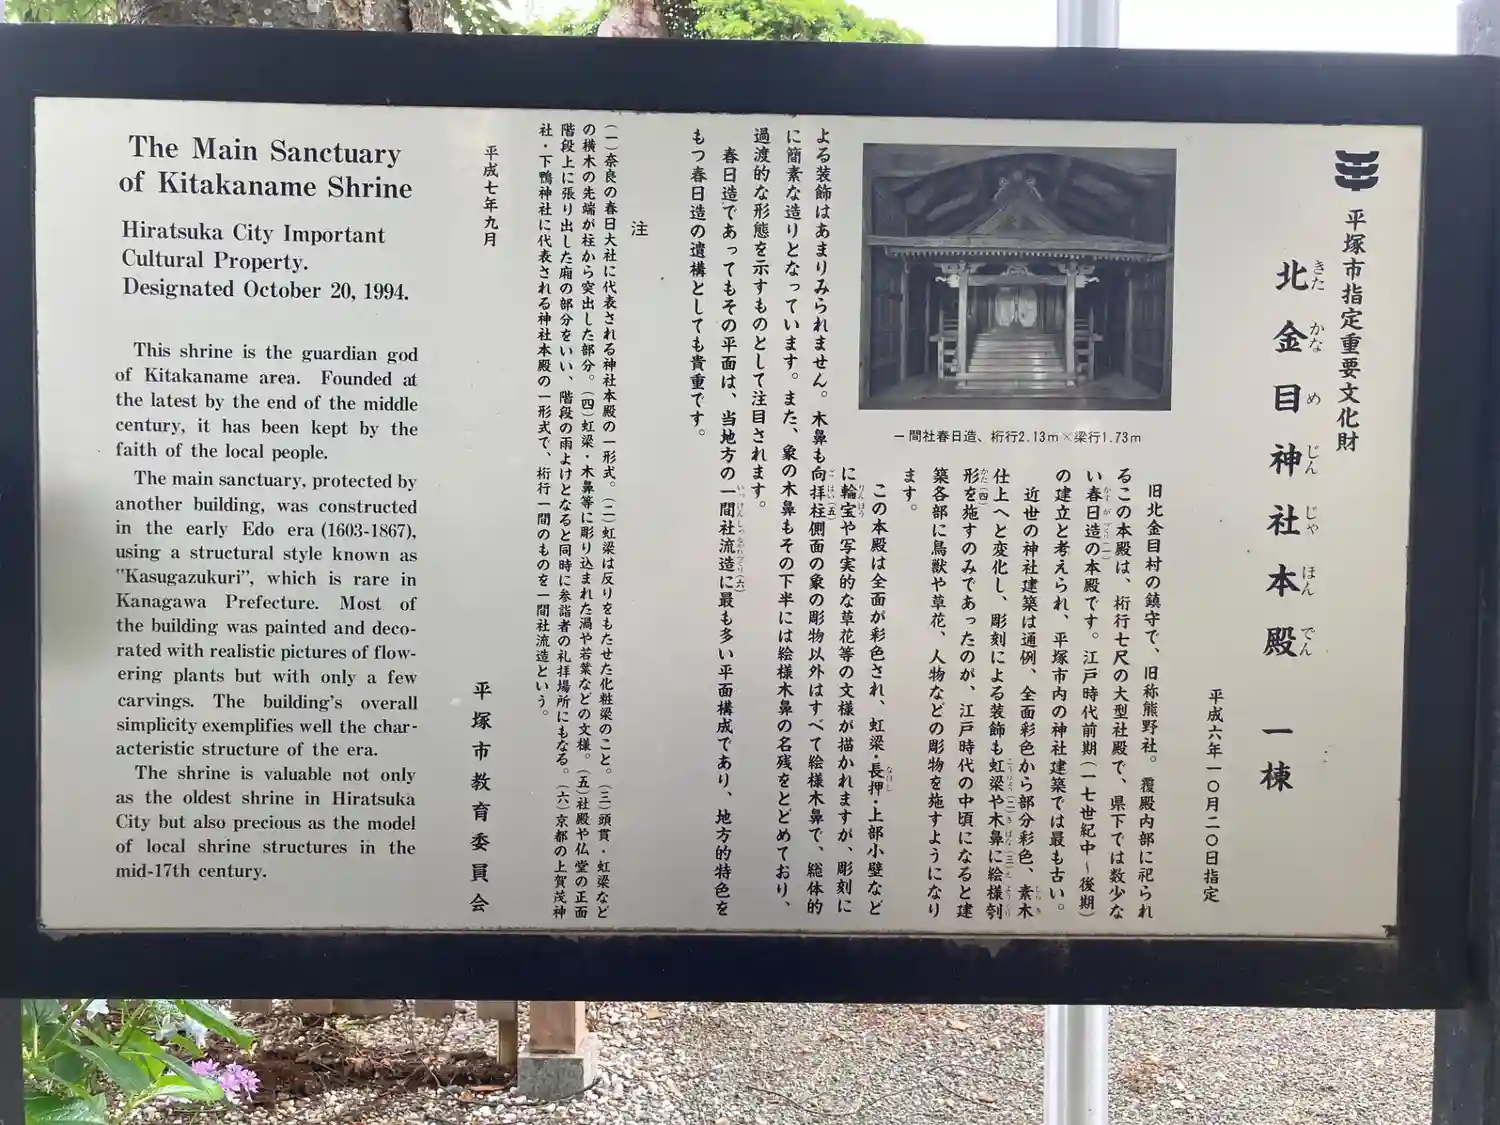 The Main Sanctuary
of Kitakaname Shrine
Hiratsuka City Important
Cultural Property.
Designated October 20, 1994.
This shrine is the guardian god
of Kitakaname area. Founded at
the latest by the end of the middle
century, it has been kept by the
faith of the local people.
The main sanctuary, protected by
another building, was constructed
in the early Edo era (1603-1867),
using a structural style known as
"Kasugazukuri", which is rare in
Kanagawa Prefecture. Most of
the building was painted and deco-
rated with realistic pictures of flow-
ering plants but with only a few
carvings. The building's overall
simplicity exemplifies well the char-
acteristic structure of the era.
The shrine is valuable not only
as the oldest shrine in Hiratsuka
City but also precious as the model
of local shrine structures in the
mid-17th century.
平塚市指定重要文化財
北金目神社本殿 一棟
きた かな め じん じゃ ほん でん
平成六年一〇月二〇日指定
一間社春日造、桁行2.13m×梁行1.73m
旧北金目村の鎮守で、旧称熊野社。覆殿内部に祀られ
るこの本殿は、桁行七尺の大型社殿で、県下では数少な
い春日造(一)の本殿です。江戸時代前期(一七世紀中~後期)
の建立と考えられ、平塚市内の神社建築では最も古い。
近世の神社建築は通例、全面彩色から部分彩色、素木
仕上へと変化し、彫刻による装飾も虹梁(二)や木鼻(三)に絵様刳
形(四)を施すのみであったのが、江戸時代の中頃になると建
築各部に鳥獣や草花、人物などの彫物を施すようになり
ます。
この本殿は全面が彩色され、虹梁・長押・上部小壁など
に輪宝や写実的な草花等の文様が描かれますが、彫刻に
よる装飾はあまりみられません。木鼻も向拝(五)柱側面の象の彫物以外はすべて絵様木鼻で、総体的
に簡素な造りとなっています。また、象の木鼻もその下半には絵様木鼻の名残をとどめており、
過渡的な形態を示すものとして注目されます。
春日造であってもその平面は、当地方の一間社流造(六)に最も多い平面構成であり、地方的特色を
もつ春日造の遺構としても貴重です。
注
(一)奈良の春日大社に代表される神社本殿の一形式。(二)虹梁は反りをもたせた化粧梁のこと。(三)頭貫・虹梁など
の横木の先端が柱から突出した部分。(四)虹梁・木鼻等に彫り込まれた渦や若葉などの文様。(五)社殿や仏堂の正面
階段上に張り出した廂の部分をいい、階段の雨よけとなると同時に参詣者の礼拝場所にもなる。(六)京都の上賀茂神
社・下鴨神社に代表される神社本殿の一形式で、桁行一間のものを一間社流造という。
平成七年九月
平塚市教育委員会